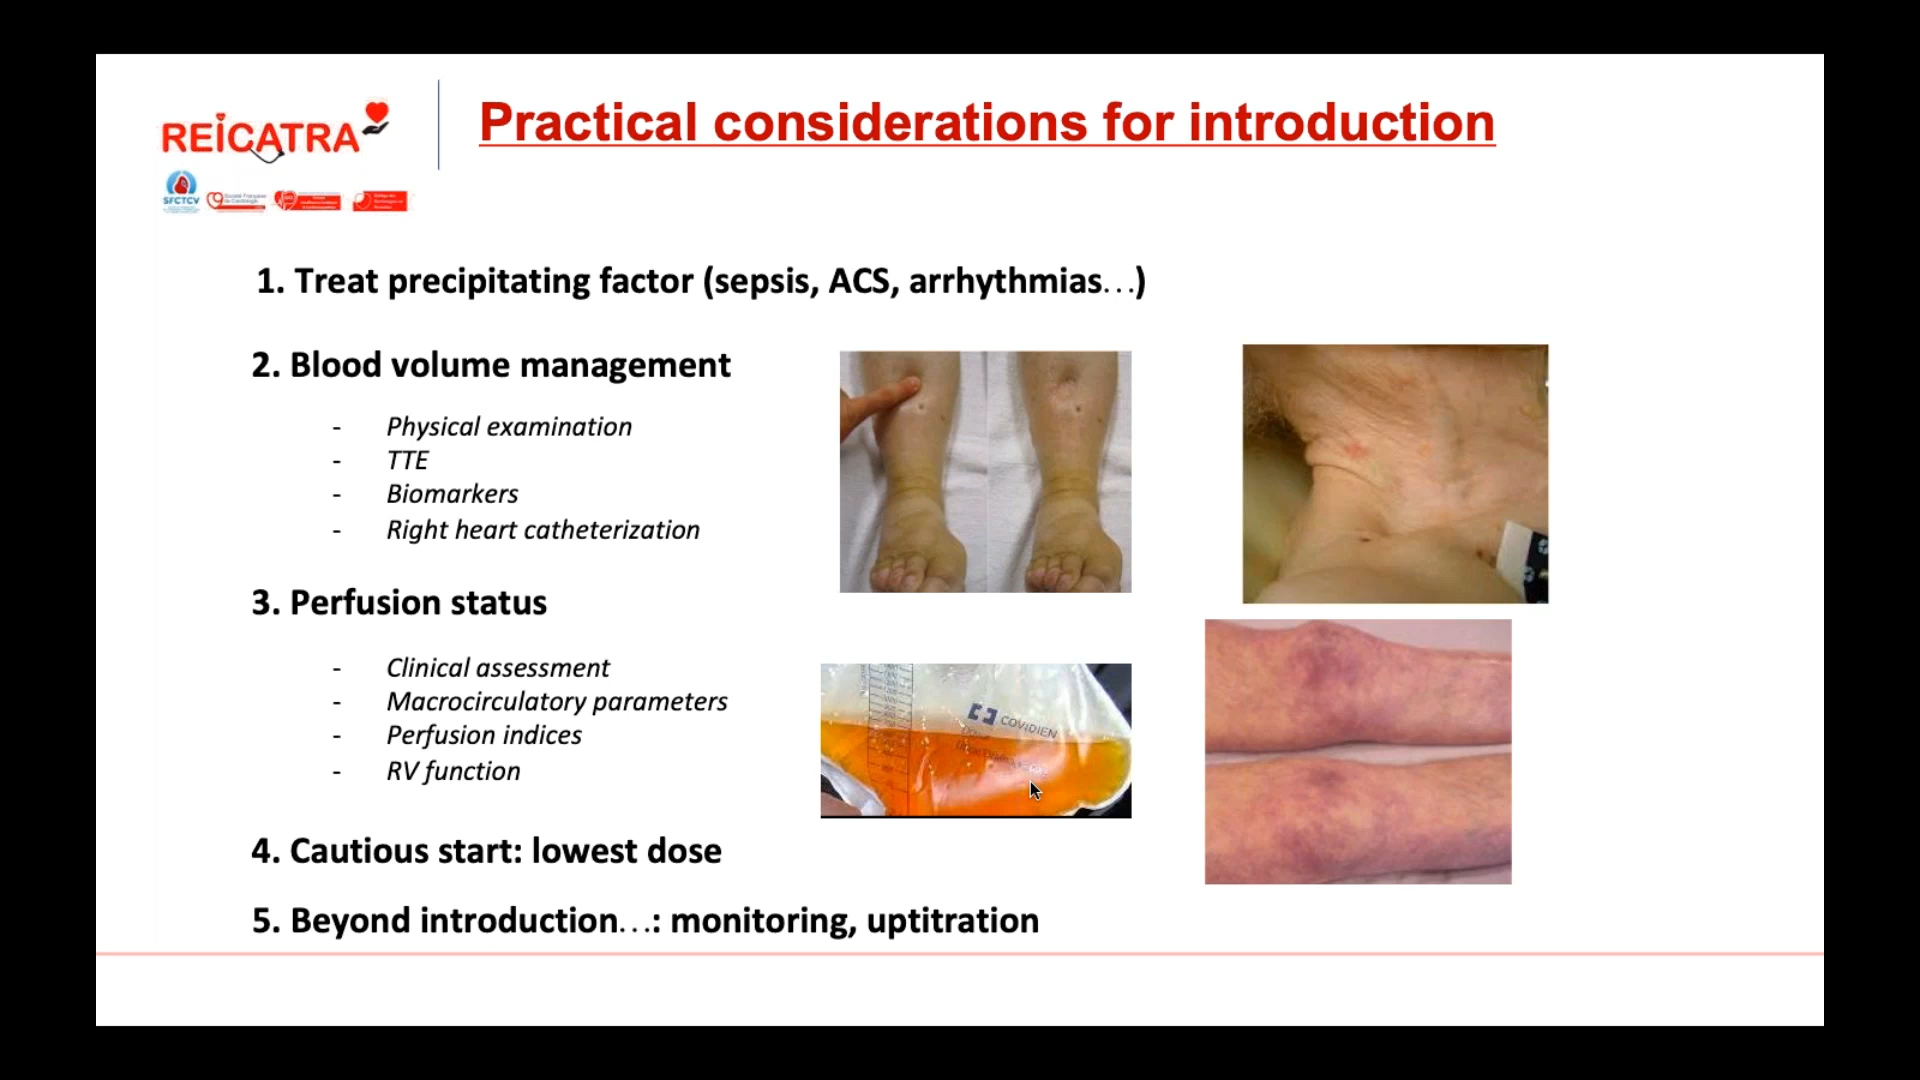 REICATRA
Practical considerations for introduction
SFCTCV
1. Treat precipitating factor (sepsis, ACS, arrhythmias...)
2. Blood volume management
- Physical examination
- TTE
- Biomarkers
- Right heart catheterization
3. Perfusion status
- Clinical assessment
- Macrocirculatory parameters
- Perfusion indices
- RV function
COVIDIEN
4. Cautious start: lowest dose
5. Beyond introduction...: monitoring, uptitration